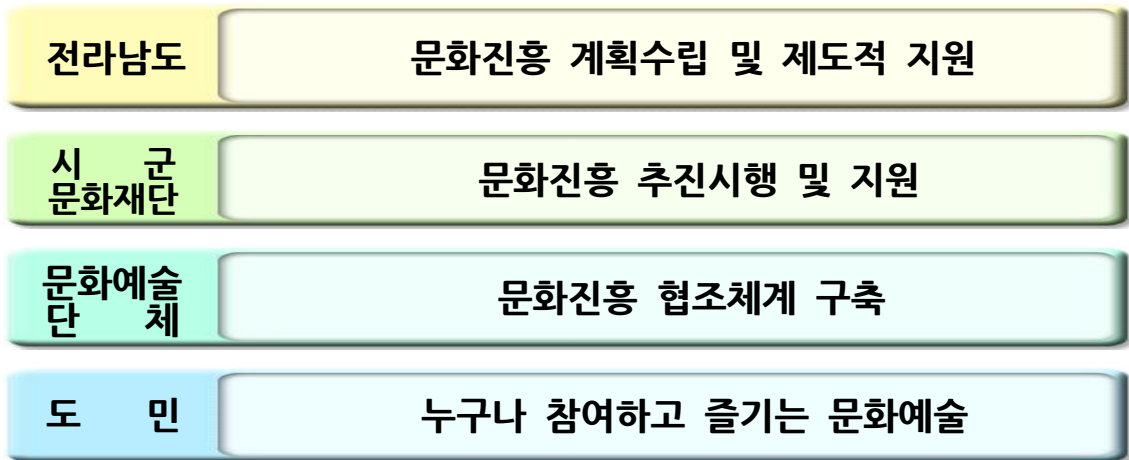 전라남도
문화진흥 계획수립 및 제도적 지원
시 군
문화재단
문화진흥 추진시행 및 지원
문화예술
단 체
문화진흥 협조체계 구축
도 민
누구나 참여하고 즐기는 문화예술